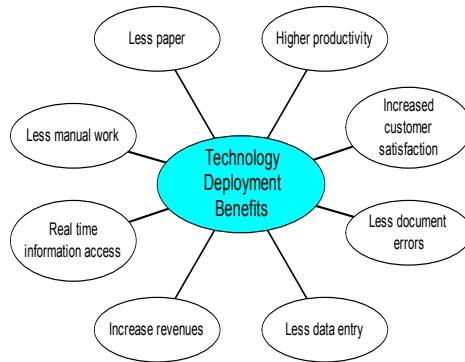 Less paper
Higher productivity
Less manual work
Increased
customer
satisfaction
Technology
Deployment
Benefits
Real time
information access
Less document
errors
Increase revenues
Less data entry